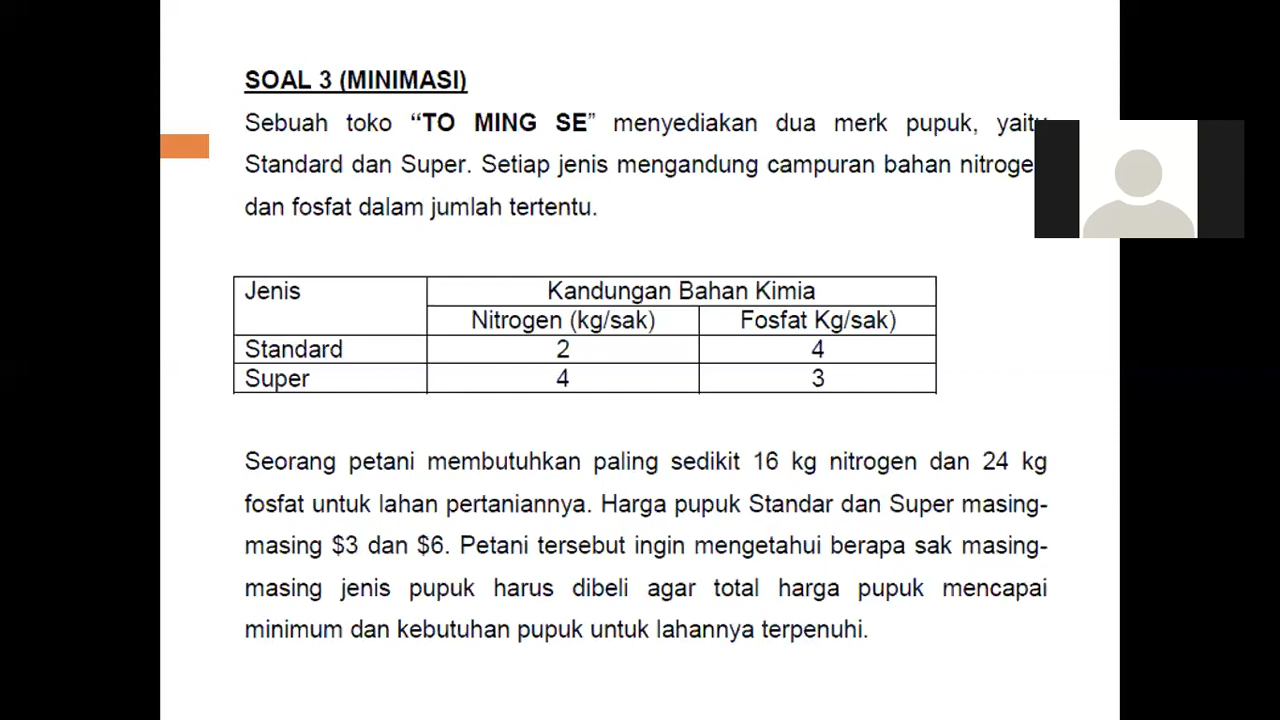 SOAL 3 (MINIMASI)
Sebuah toko “TO MING SE” menyediakan dua merk pupuk, yaitu
Standard dan Super. Setiap jenis mengandung campuran bahan nitrogen
dan fosfat dalam jumlah tertentu.
Jenis
Kandungan Bahan Kimia
Nitrogen (kg/sak) Fosfat Kg/sak)
Standard 2 4
Super 4 3
Seorang petani membutuhkan paling sedikit 16 kg nitrogen dan 24 kg
fosfat untuk lahan pertaniannya. Harga pupuk Standar dan Super masing-
masing $3 dan $6. Petani tersebut ingin mengetahui berapa sak masing-
masing jenis pupuk harus dibeli agar total harga pupuk mencapai
minimum dan kebutuhan pupuk untuk lahannya terpenuhi.